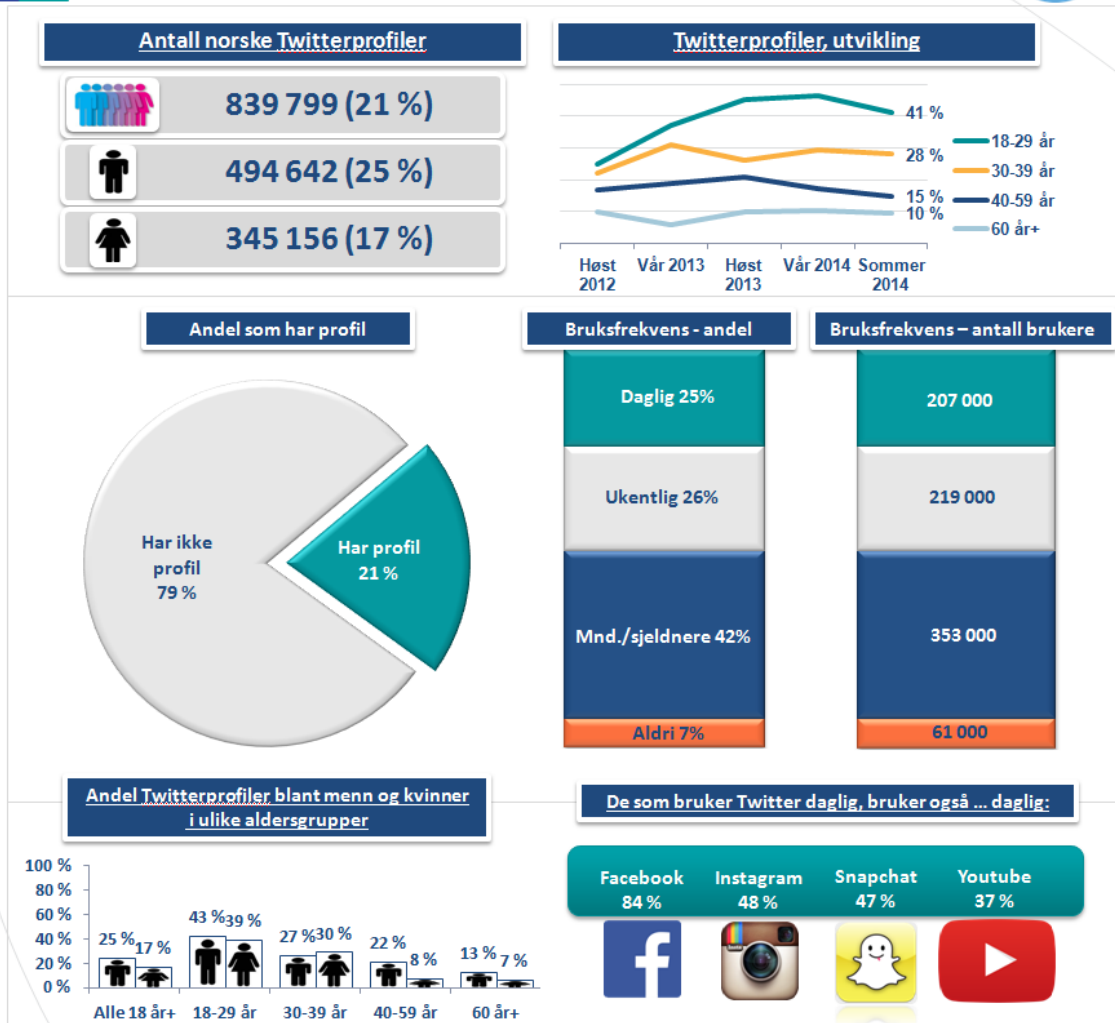 Antall norske Twitterprofiler
839 799 (21 %)
494 642 (25 %)
345 156 (17 %)
Twitterprofiler, utvikling
41 %
28 %
15 %
10 %
18-29 år
30-39 år
40-59 år
60 år+
Høst 2012
Vår 2013
Høst 2013
Vår 2014
Sommer 2014
Andel som har profil
Har ikke
profil
79 %
Har profil
21 %
Bruksfrekvens - andel
Daglig 25%
Ukentlig 26%
Mnd./sjeldnere 42%
Aldri 7%
Bruksfrekvens – antall brukere
207 000
219 000
353 000
61 000
Andel Twitterprofiler blant menn og kvinner
i ulike aldersgrupper
100 %
80 %
60 %
40 %
20 %
0 %
25 %
17 %
43 %
39 %
27 %
30 %
22 %
8 %
13 %
7 %
Alle 18 år+
18-29 år
30-39 år
40-59 år
60 år+
De som bruker Twitter daglig, bruker også ... daglig:
Facebook
84 %
Instagram
48 %
Snapchat
47 %
Youtube
37 %